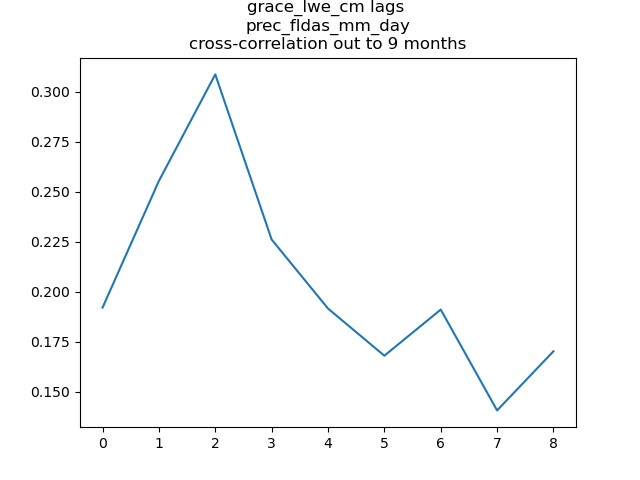 grace_lwe_cm lags
prec_fldas_mm_day
cross-correlation out to 9 months
0.300
0.275
0.250
0.225
0.200
0.175
0.150
0 1 2 3 4 5 6 7 8